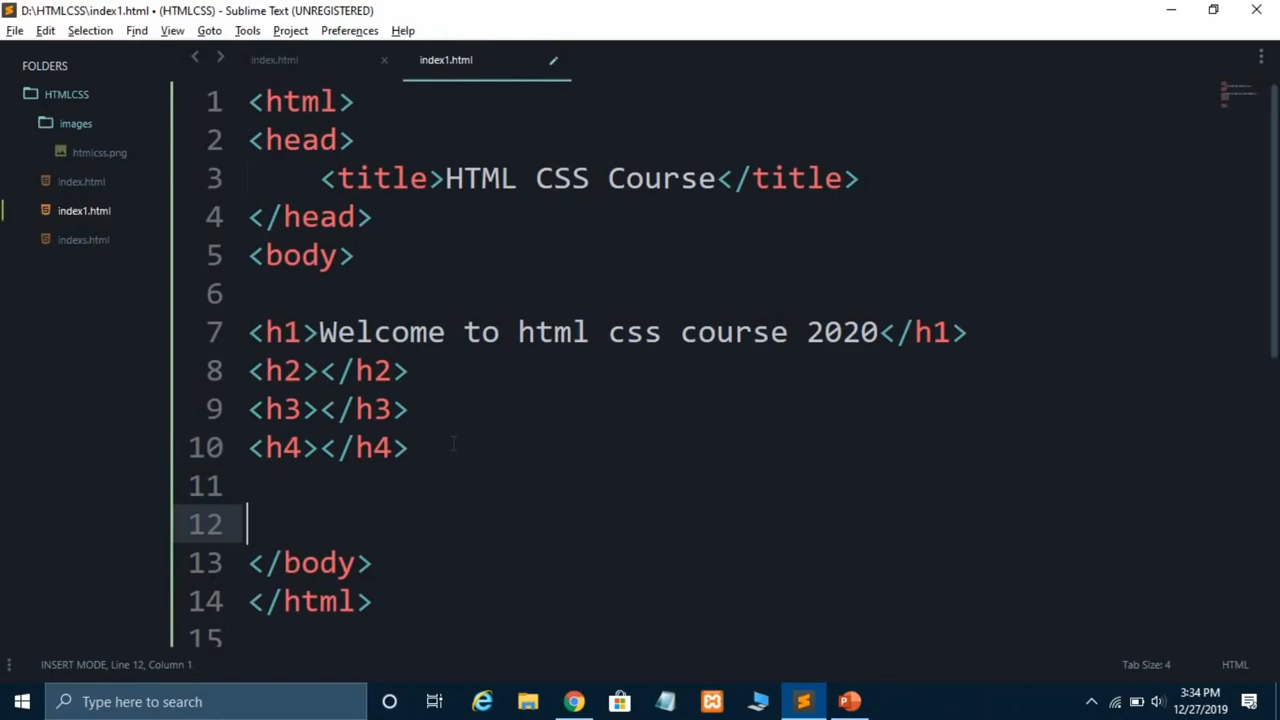 D:\HTMLCSS\index1.html • (HTMLCSS) - Sublime Text (UNREGISTERED)
File Edit Selection Find View Goto Tools Project Preferences Help
FOLDERS
HTMLCSS
images
htmlcss.png
index.html
index1.html
indexs.html
index.html
index1.html
1 <html>
2 <head>
3 <title>HTML CSS Course</title>
4 </head>
5 <body>
6
7 <h1>Welcome to html css course 2020</h1>
8 <h2></h2>
9 <h3></h3>
10 <h4></h4>
11
12
13 </body>
14 </html>
15
INSERT MODE, Line 12, Column 1
Tab Size: 4
HTML
Type here to search
3:34 PM
12/27/2019